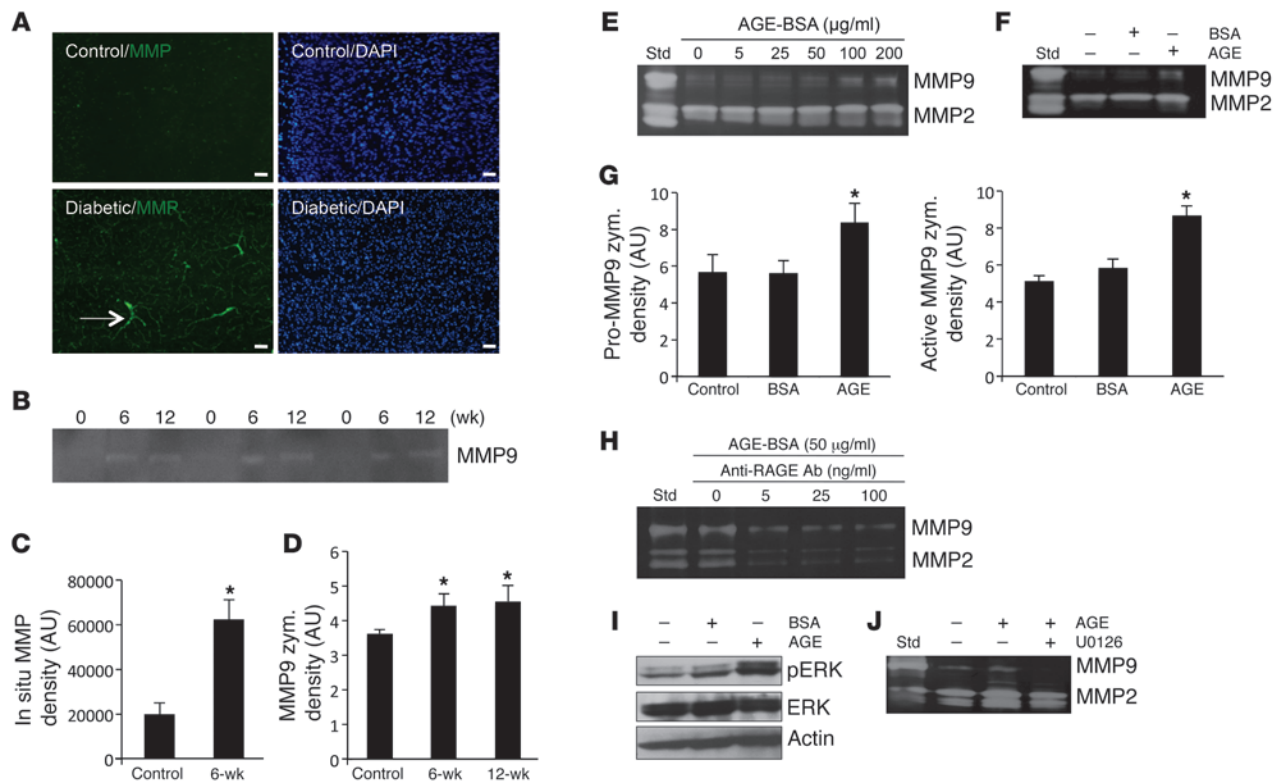 A
Control/MMP
Control/DAPI
Diabetic/MMP
Diabetic/DAPI
B
0 6 12 0 6 12 0 6 12 (wk)
MMP9
C
In situ MMP
density (AU)
80000
60000
40000
20000
0
*
Control 6-wk
D
MMP9 zym.
density (AU)
6
5
4
3
2
1
0
* *
Control 6-wk 12-wk
E
AGE-BSA (µg/ml)
Std 0 5 25 50 100 200
MMP9
MMP2
F
– + – BSA
Std – – + AGE
MMP9
MMP2
G
Pro-MMP9 zym.
density (AU)
10
8
6
4
2
0
*
Control BSA AGE
Active MMP9 zym.
density (AU)
10
8
6
4
2
0
*
Control BSA AGE
H
AGE-BSA (50 µg/ml)
Anti-RAGE Ab (ng/ml)
Std 0 5 25 100
MMP9
MMP2
I
– + – BSA
– – + AGE
pERK
ERK
Actin
J
– + + AGE
Std – – + U0126
MMP9
MMP2